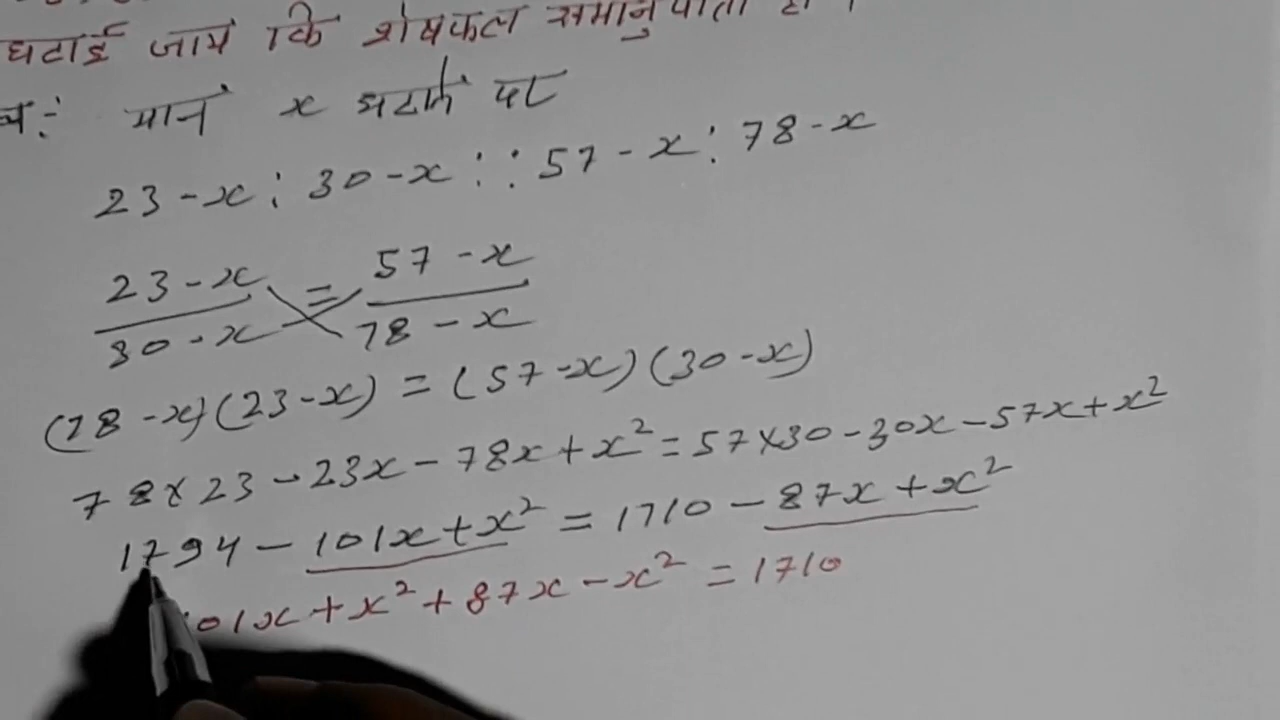 घटाई जाय कि शेषफल समानुपाती हो।
मानं x घटाने पर
23-x : 30-x :: 57-x : 78-x
23-x / 30-x = 57-x / 78-x
(78-x)(23-x) = (57-x)(30-x)
78×23-23x-78x+x² = 57×30-30x-57x+x²
1794-101x+x² = 1710-87x+x²
101x+x²+87x-x² = 1710